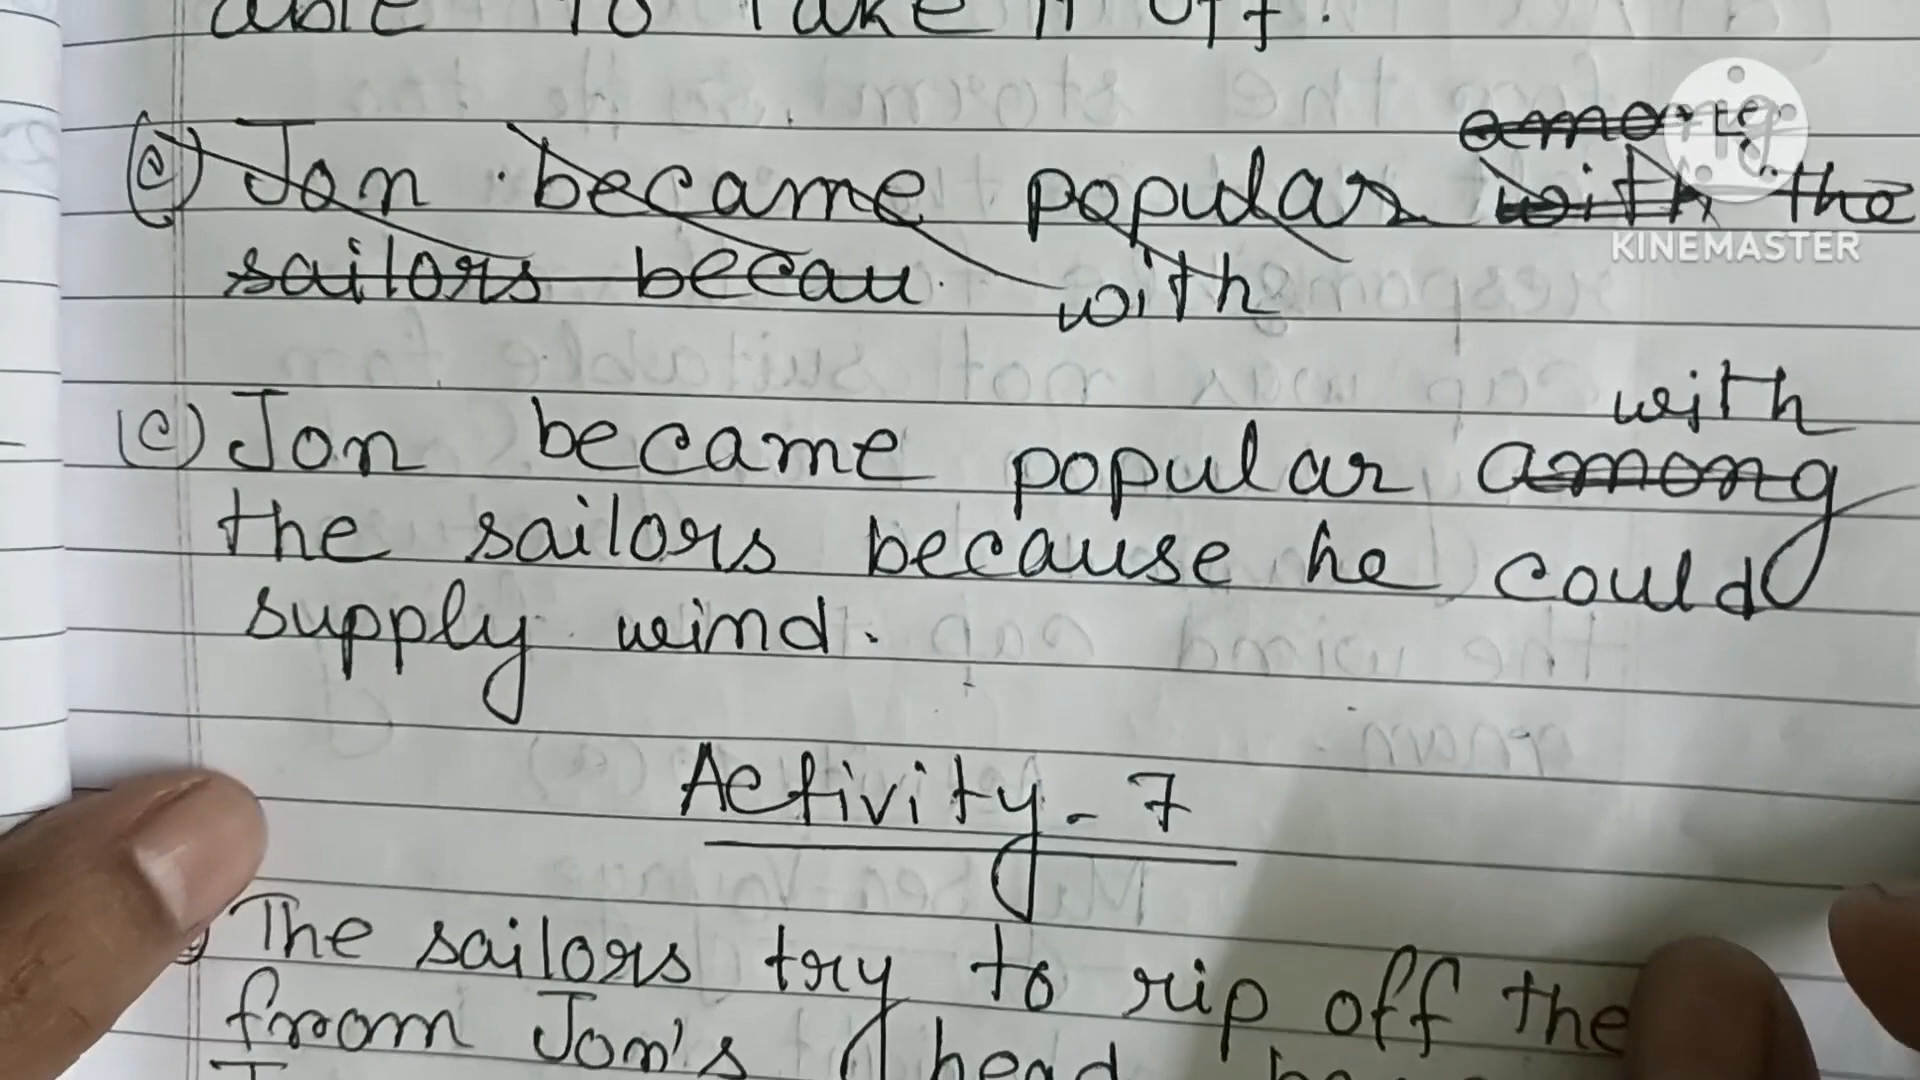 able to take it off.
among
(e) Jon became popular with the
sailors becau
with
with
(e) Jon became popular among
the sailors because he could
supply wind.
Activity - 7
The sailors try to rip off the
from Jon's head
KINEMASTER